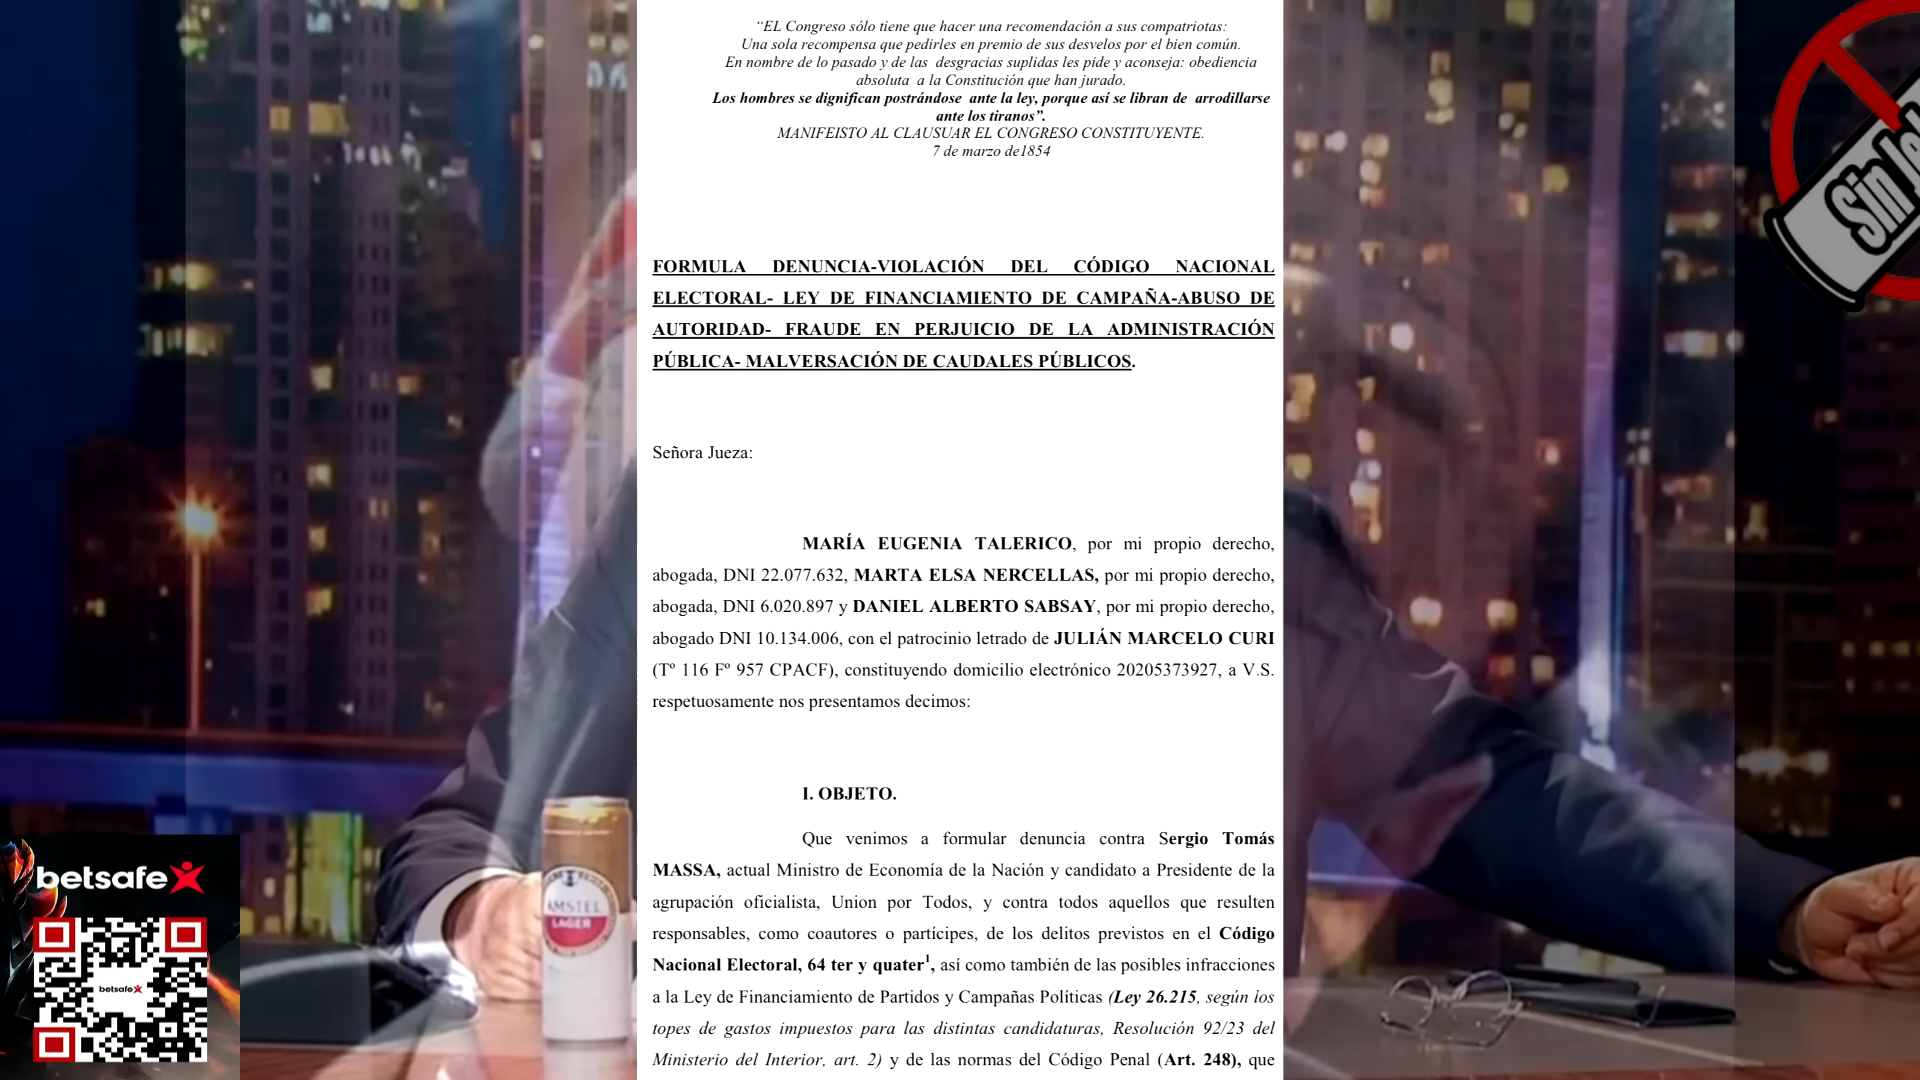 “EL Congreso sólo tiene que hacer una recomendación a sus compatriotas:
Una sola recompensa que pedirles en premio de sus desvelos por el bien común.
En nombre de lo pasado y de las desgracias suplidas les pide y aconseja: obediencia
absoluta a la Constitución que han jurado.
Los hombres se dignifican postrándose ante la ley, porque así se libran de arrodillarse
ante los tiranos”.
MANIFEISTO AL CLAUSUAR EL CONGRESO CONSTITUYENTE.
7 de marzo de1854
FORMULA DENUNCIA-VIOLACIÓN DEL CÓDIGO NACIONAL
ELECTORAL- LEY DE FINANCIAMIENTO DE CAMPAÑA-ABUSO DE
AUTORIDAD- FRAUDE EN PERJUICIO DE LA ADMINISTRACIÓN
PÚBLICA- MALVERSACIÓN DE CAUDALES PÚBLICOS.
Señora Jueza:
MARÍA EUGENIA TALERICO, por mi propio derecho,
abogada, DNI 22.077.632, MARTA ELSA NERCELLAS, por mi propio derecho,
abogada, DNI 6.020.897 y DANIEL ALBERTO SABSAY, por mi propio derecho,
abogado DNI 10.134.006, con el patrocinio letrado de JULIÁN MARCELO CURI
(Tº 116 Fº 957 CPACF), constituyendo domicilio electrónico 20205373927, a V.S.
respetuosamente nos presentamos decimos:
I. OBJETO.
Que venimos a formular denuncia contra Sergio Tomás
MASSA, actual Ministro de Economía de la Nación y candidato a Presidente de la
agrupación oficialista, Union por Todos, y contra todos aquellos que resulten
responsables, como coautores o partícipes, de los delitos previstos en el Código
Nacional Electoral, 64 ter y quater1, así como también de las posibles infracciones
a la Ley de Financiamiento de Partidos y Campañas Políticas (Ley 26.215, según los
topes de gastos impuestos para las distintas candidaturas, Resolución 92/23 del
Ministerio del Interior, art. 2) y de las normas del Código Penal (Art. 248), que
Sin
betsafe
betsafe
AMSTEL
LAGER